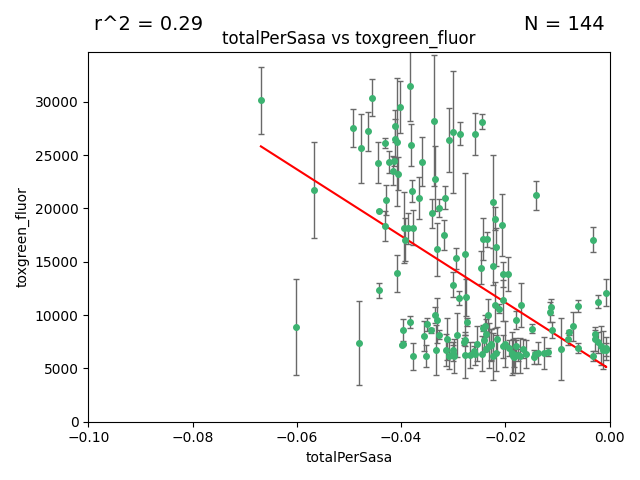 r^2 = 0.29
N = 144
totalPerSasa vs toxgreen_fluor
toxgreen_fluor
30000
25000
20000
15000
10000
5000
0
−0.10
−0.08
−0.06
−0.04
−0.02
0.00
totalPerSasa